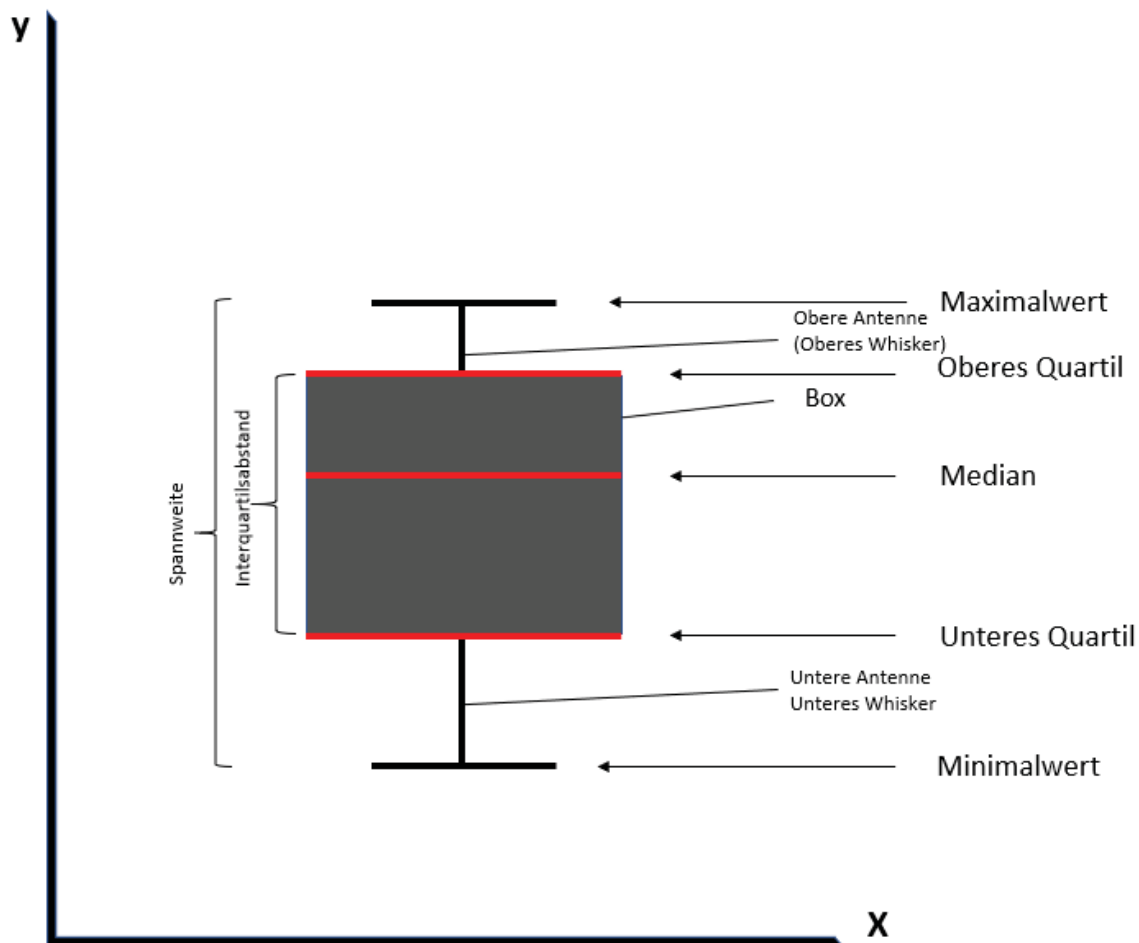 y
Maximalwert
Obere Antenne
(Oberes Whisker)
Oberes Quartil
Box
Median
Interquartilsabstand
Spannweite
Unteres Quartil
Untere Antenne
Unteres Whisker
Minimalwert
X